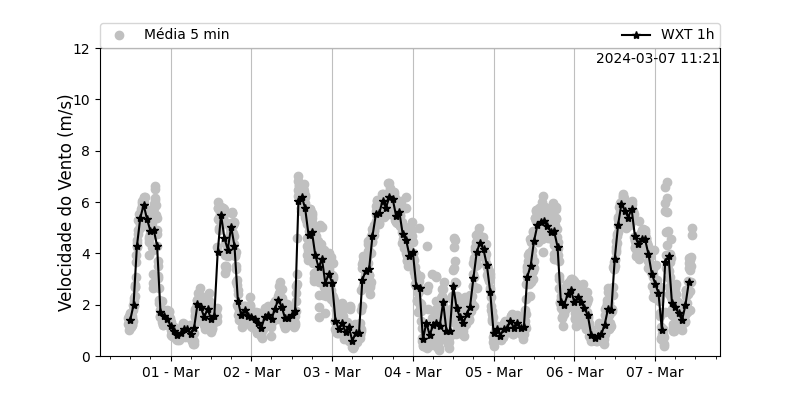 Média 5 min
WXT 1h
2024-03-07 11:21
Velocidade do Vento (m/s)
12
10
8
6
4
2
0
01 - Mar
02 - Mar
03 - Mar
04 - Mar
05 - Mar
06 - Mar
07 - Mar